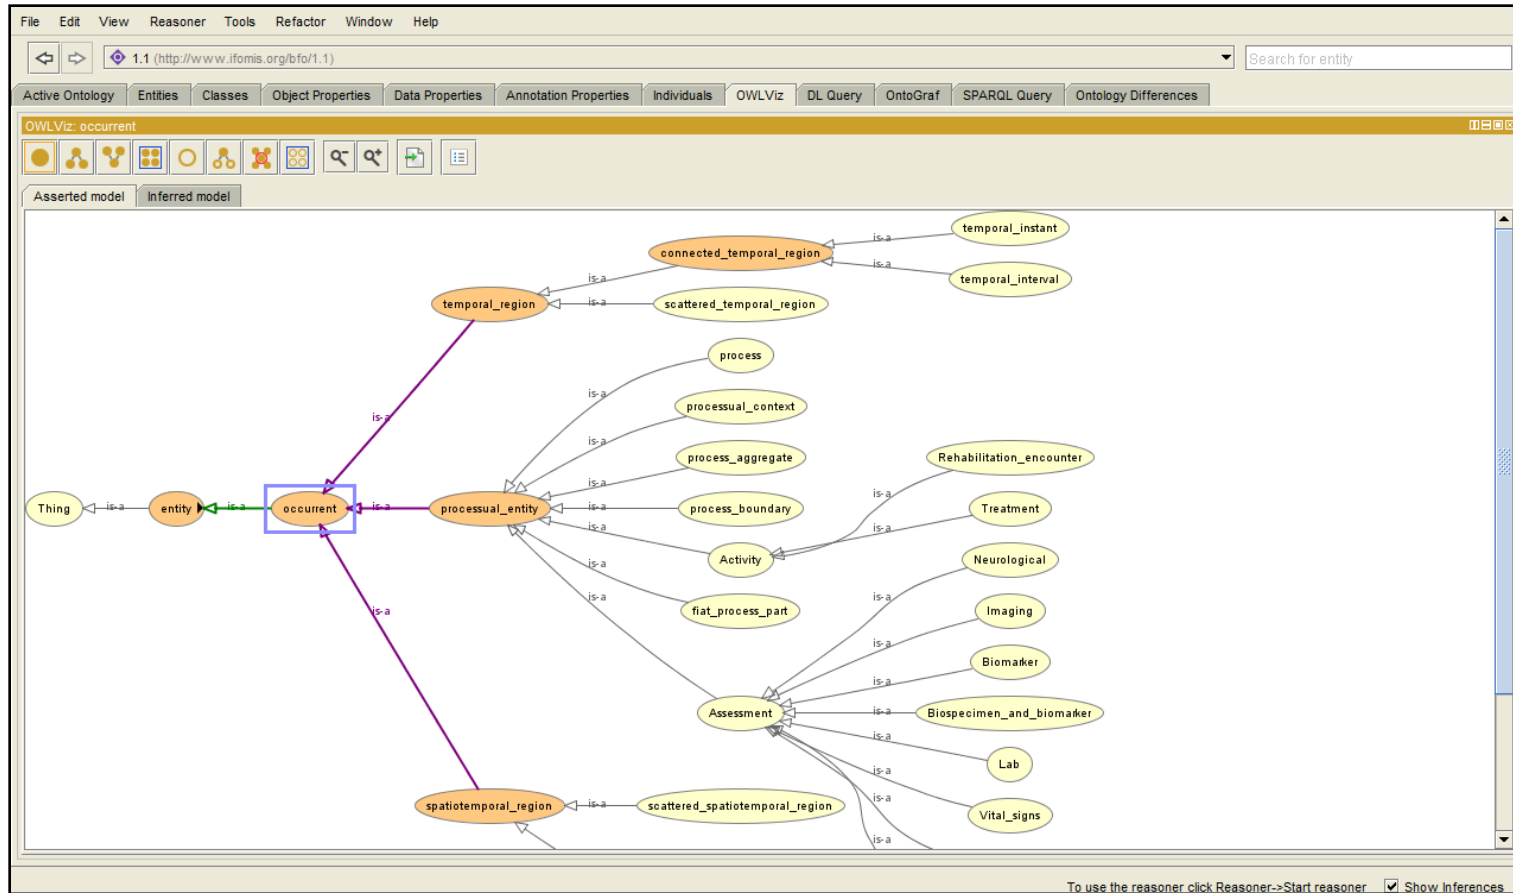 File Edit View Reasoner Tools Refactor Window Help
1.1 (http://www.ifomis.org/bfo/1.1)
Search for entity
Active Ontology Entities Classes Object Properties Data Properties Annotation Properties Individuals OWLViz DL Query OntoGraf SPARQL Query Ontology Differences
OWLViz: occurrent
Asserted model Inferred model
temporal_instant
is-a
connected_temporal_region
is-a
temporal_interval
is-a
temporal_region
is-a
scattered_temporal_region
process
is-a
processual_context
is-a
is-a
process_aggregate
is-a
Rehabilitation_encounter
is-a
Thing
is-a
entity
is-a
occurrent
is-a
processual_entity
is-a
process_boundary
is-a
Treatment
is-a
Activity
Neurological
is-a
is-a
fiat_process_part
is-a
Imaging
is-a
is-a
Biomarker
is-a
Assessment
is-a
Biospecimen_and_biomarker
is-a
Lab
is-a
spatiotemporal_region
is-a
scattered_spatiotemporal_region
is-a
Vital_signs
is-a
To use the reasoner click Reasoner->Start reasoner Show Inferences